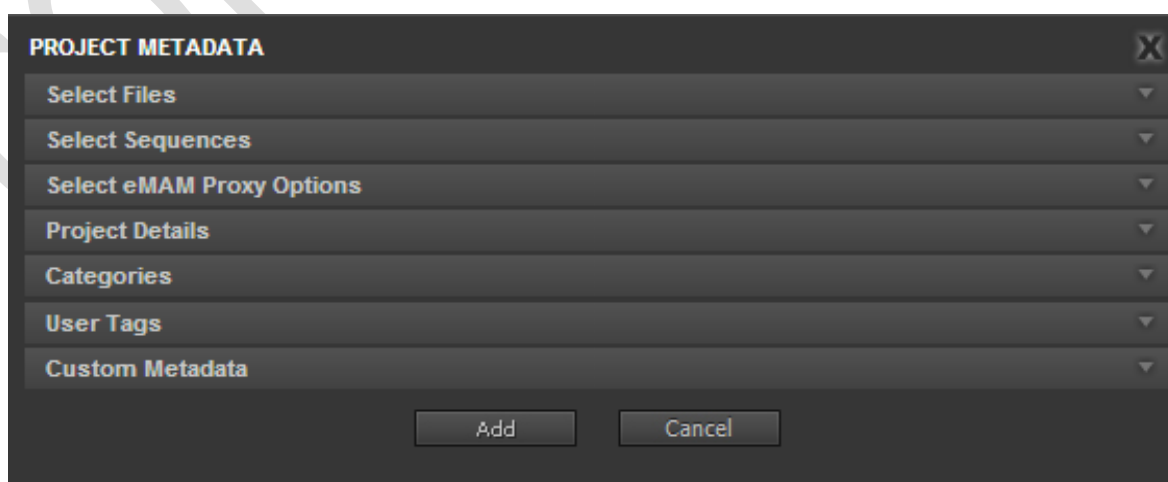 PROJECT METADATA X
Select Files
Select Sequences
Select eMAM Proxy Options
Project Details
Categories
User Tags
Custom Metadata
Add Cancel